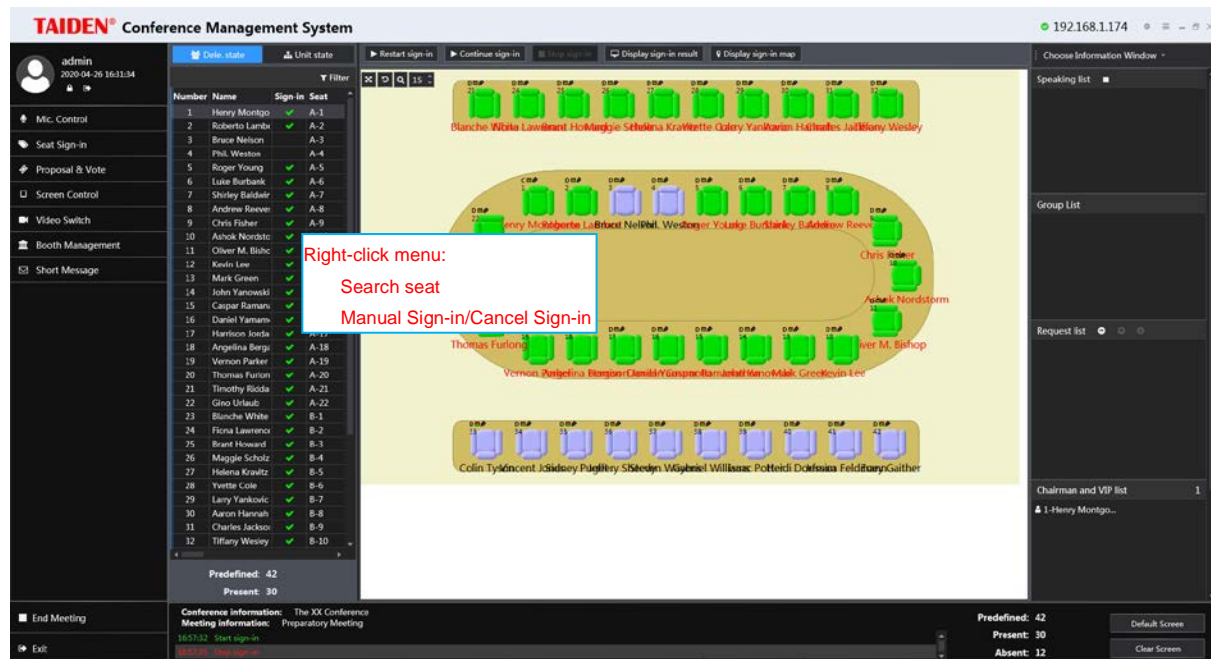 TAIDEN® Conference Management System
192.168.1.174
admin
2020-04-26 16:31:34
Mic. Control
Seat Sign-in
Proposal & Vote
Screen Control
Video Switch
Booth Management
Short Message
End Meeting
Exit
Dele. state
Unit state
Filter
Number Name Sign-in Seat
1 Henry Montgo A-1
2 Roberto Lambe A-2
3 Bruce Nelson A-3
4 Phil. Weston A-4
5 Roger Young A-5
6 Luke Burbank A-6
7 Shirley Baldwir A-7
8 Andrew Reeve A-8
9 Chris Fisher A-9
10 Ashok Nordsto
11 Oliver M. Bishc
12 Kevin Lee
13 Mark Green
14 John Yanowski
15 Caspar Raman
16 Daniel Yamam
17 Harrison Jorda
18 Angelina Berga A-18
19 Vernon Parker A-19
20 Thomas Furlon A-20
21 Timothy Ridda A-21
22 Gino Urlaub A-22
23 Blanche White B-1
24 Fiona Lawrence B-2
25 Brant Howard B-3
26 Maggie Scholz B-4
27 Helena Kravitz B-5
28 Yvette Cole B-6
29 Larry Yankovic B-7
30 Aaron Hannah B-8
31 Charles Jackso B-9
32 Tiffany Wesley B-10
Predefined: 42
Present: 30
Restart sign-in
Continue sign-in
Stop sign-in
Display sign-in result
Display sign-in map
15
Tiffany Wesley
Chris Fisher
Ashok Nordstorm
Right-click menu:
Search seat
Manual Sign-in/Cancel Sign-in
Thomas Furlong
Kevin Lee
Choose Information Window
Speaking list
Group List
Request list
Chairman and VIP list 1
1-Henry Montgo...
Conference information: The XX Conference
Meeting information: Preparatory Meeting
16:57:32 Start sign-in
Predefined: 42
Present: 30
Absent: 12
Default Screen
Clear Screen